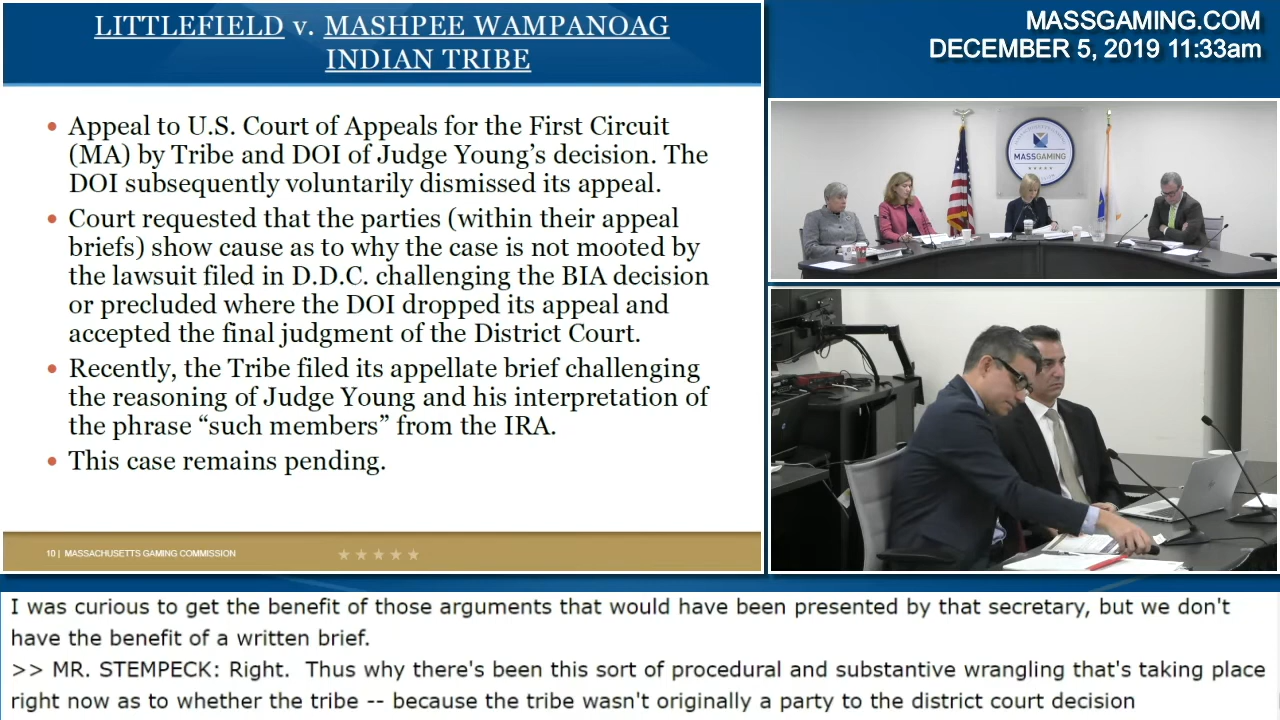 LITTLEFIELD v. MASHPEE WAMPANOAG
INDIAN TRIBE
• Appeal to U.S. Court of Appeals for the First Circuit
(MA) by Tribe and DOI of Judge Young’s decision. The
DOI subsequently voluntarily dismissed its appeal.
• Court requested that the parties (within their appeal
briefs) show cause as to why the case is not mooted by
the lawsuit filed in D.D.C. challenging the BIA decision
or precluded where the DOI dropped its appeal and
accepted the final judgment of the District Court.
• Recently, the Tribe filed its appellate brief challenging
the reasoning of Judge Young and his interpretation of
the phrase “such members” from the IRA.
• This case remains pending.
10 | MASSACHUSETTS GAMING COMMISSION
MASSGAMING.COM
DECEMBER 5, 2019 11:33am
MASSGAMING
I was curious to get the benefit of those arguments that would have been presented by that secretary, but we don't
have the benefit of a written brief.
>> MR. STEMPECK: Right.  Thus why there's been this sort of procedural and substantive wrangling that's taking place
right now as to whether the tribe -- because the tribe wasn't originally a party to the district court decision